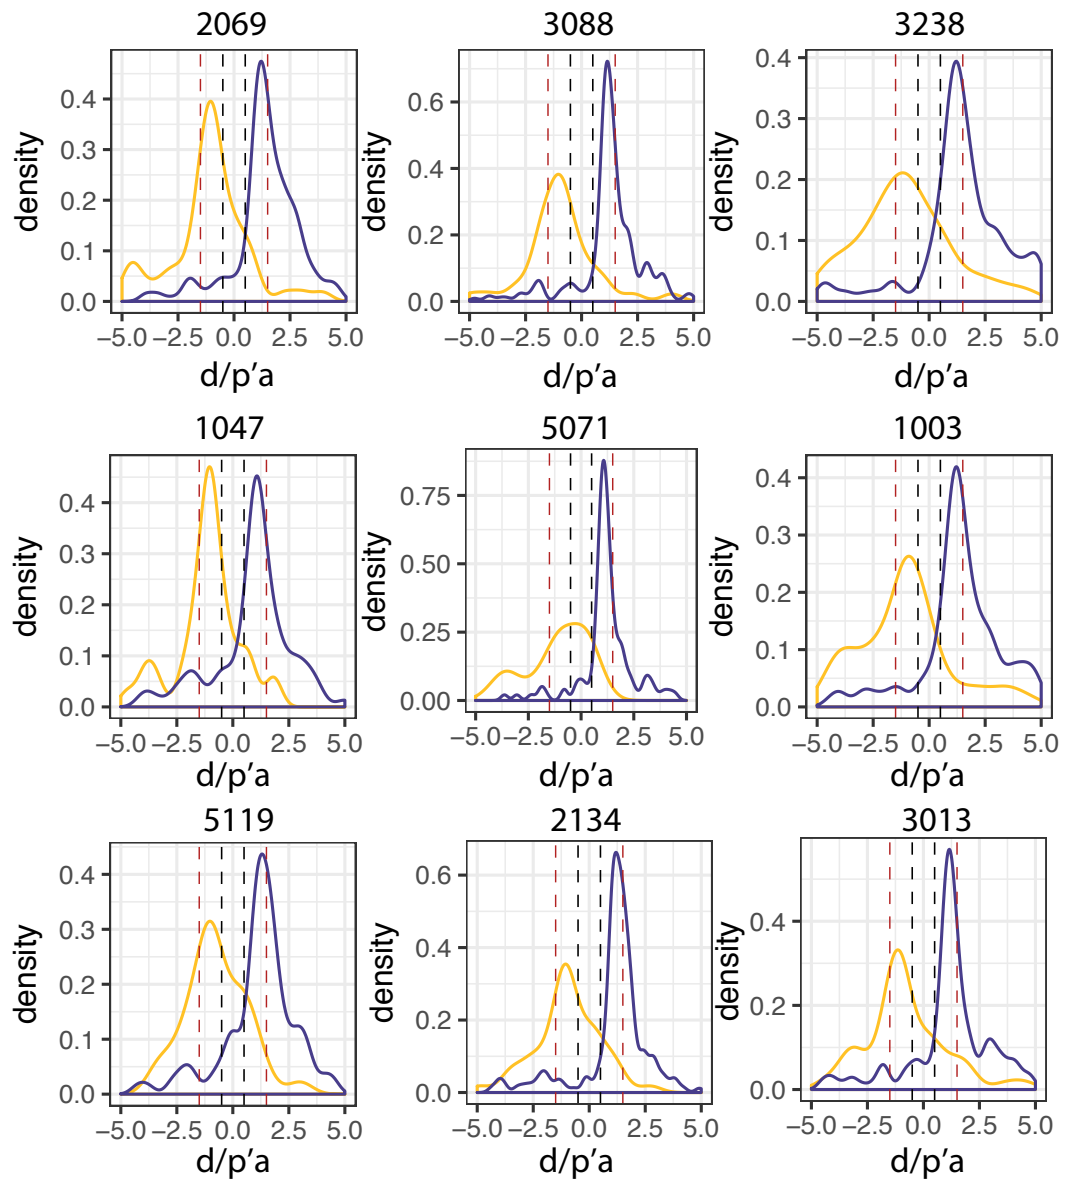 2069 3088 3238
density 0.4 0.3 0.2 0.1 0.0
density 0.6 0.4 0.2 0.0
density 0.4 0.3 0.2 0.1 0.0
−5.0 −2.5 0.0 2.5 5.0 −5.0 −2.5 0.0 2.5 5.0 −5.0 −2.5 0.0 2.5 5.0
d/p’a d/p’a d/p’a
1047 5071 1003
density 0.4 0.3 0.2 0.1 0.0
density 0.75 0.50 0.25 0.00
density 0.4 0.3 0.2 0.1 0.0
−5.0 −2.5 0.0 2.5 5.0 −5.0 −2.5 0.0 2.5 5.0 −5.0 −2.5 0.0 2.5 5.0
d/p’a d/p’a d/p’a
5119 2134 3013
density 0.4 0.3 0.2 0.1 0.0
density 0.6 0.4 0.2 0.0
density 0.4 0.2 0.0
−5.0 −2.5 0.0 2.5 5.0 −5.0 −2.5 0.0 2.5 5.0 −5.0 −2.5 0.0 2.5 5.0
d/p’a d/p’a d/p’a